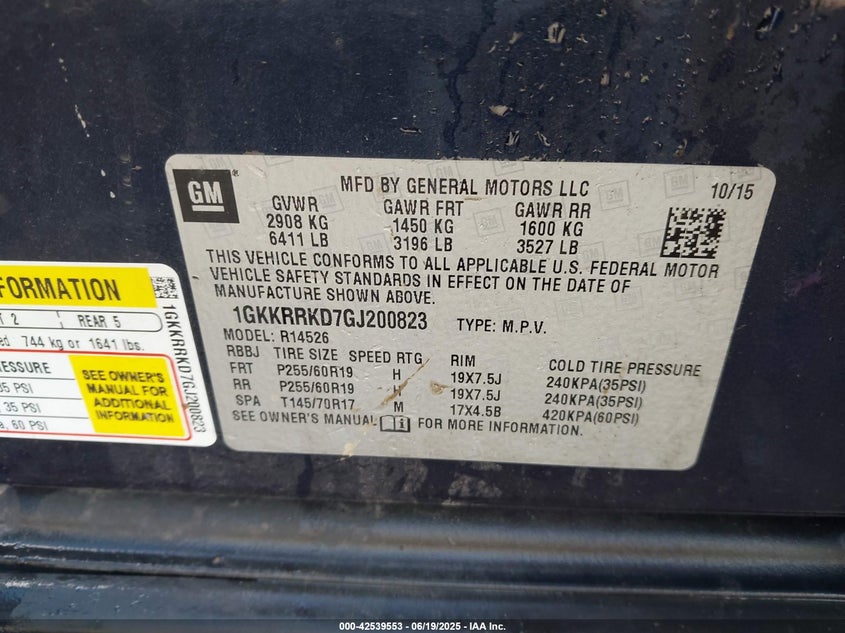 GM
MFD BY GENERAL MOTORS LLC 10/15
GVWR GAWR FRT GAWR RR
2908 KG 1450 KG 1600 KG
6411 LB 3196 LB 3527 LB
THIS VEHICLE CONFORMS TO ALL APPLICABLE U.S. FEDERAL MOTOR
VEHICLE SAFETY STANDARDS IN EFFECT ON THE DATE OF
MANUFACTURE SHOWN ABOVE.
1GKKRRKD7GJ200823 TYPE: M.P.V.
MODEL: R14526
RBBJ TIRE SIZE SPEED RTG RIM COLD TIRE PRESSURE
FRT P255/60R19 H 19X7.5J 240KPA(35PSI)
RR P255/60R19 H 19X7.5J 240KPA(35PSI)
SPA T145/70R17 M 17X4.5B 420KPA(60PSI)
SEE OWNER'S MANUAL FOR MORE INFORMATION.
FORMATION
2 REAR 5
744 kg or 1641 lbs.
SEE OWNER'S
MANUAL FOR
ADDITIONAL
INFORMATION
PSI
35 PSI
60 PSI
1GKKRRKD7GJ200823
000-42539553 - 06/19/2025 - IAA Inc.